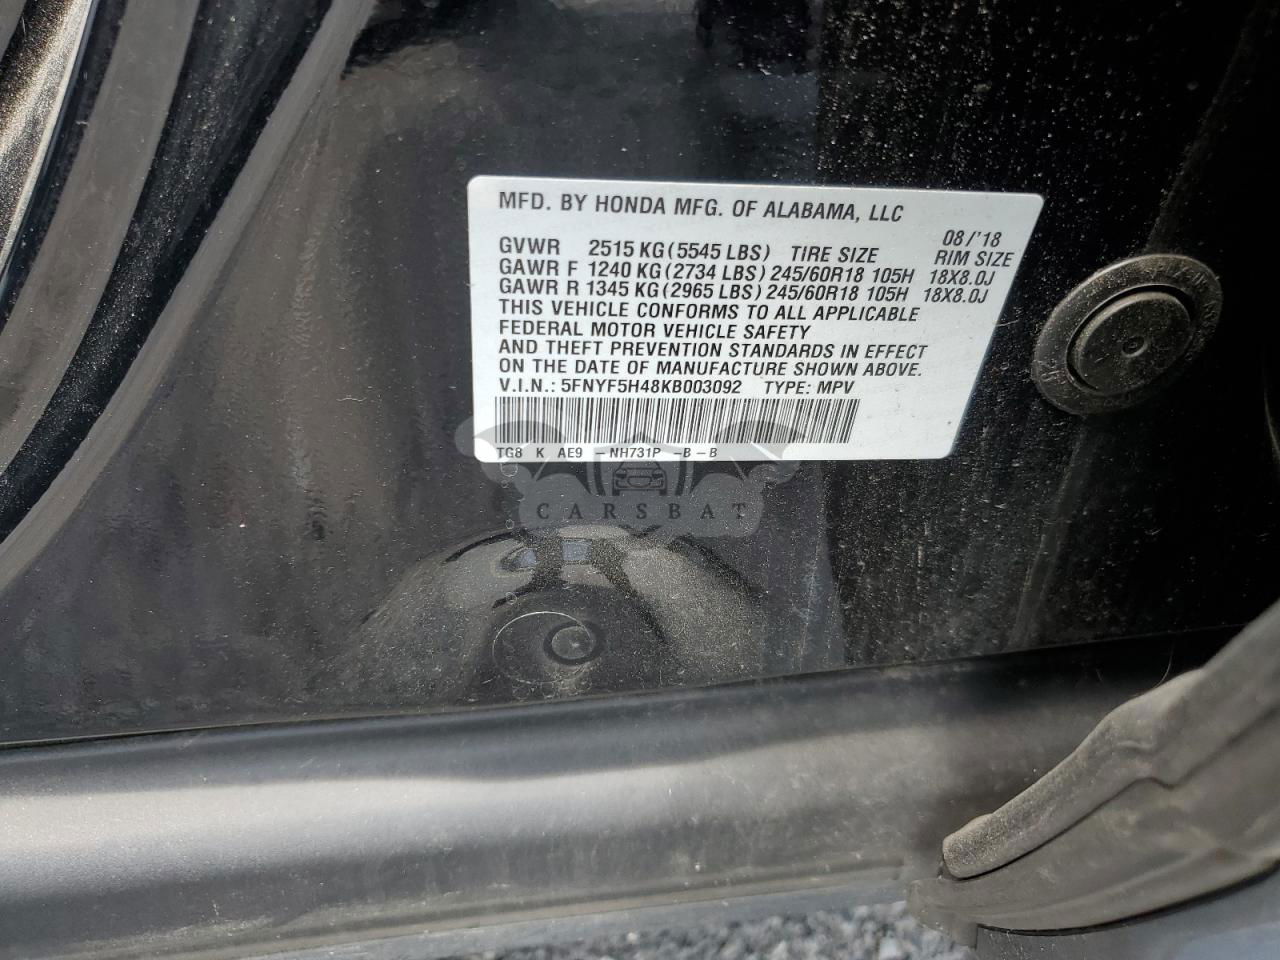 MFD. BY HONDA MFG. OF ALABAMA, LLC
08/'18
GVWR 2515 KG (5545 LBS) TIRE SIZE RIM SIZE
GAWR F 1240 KG (2734 LBS) 245/60R18 105H 18X8.0J
GAWR R 1345 KG (2965 LBS) 245/60R18 105H 18X8.0J
THIS VEHICLE CONFORMS TO ALL APPLICABLE
FEDERAL MOTOR VEHICLE SAFETY
AND THEFT PREVENTION STANDARDS IN EFFECT
ON THE DATE OF MANUFACTURE SHOWN ABOVE.
V.I.N.: 5FNYF5H48KB003092 TYPE: MPV
TG8 K AE9 -NH731P -B-B
CARSBAT